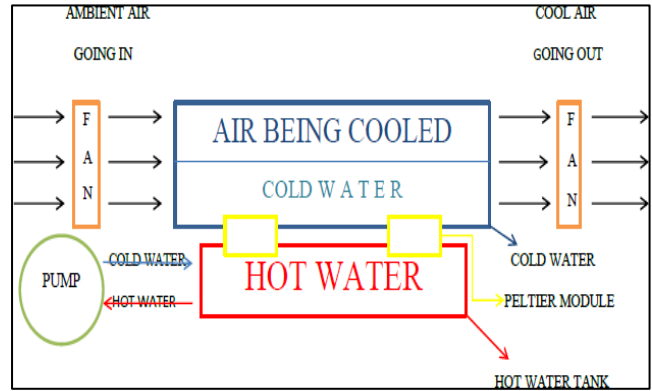 AMBIENT AIR
GOING IN
COOL AIR
GOING OUT
F
A
N
AIR BEING COOLED
COLD W A T E R
F
A
N
PUMP
COLD WATER
HOT WATER
HOT WATER
COLD WATER
PELTIER MODULE
HOT WATER TANK